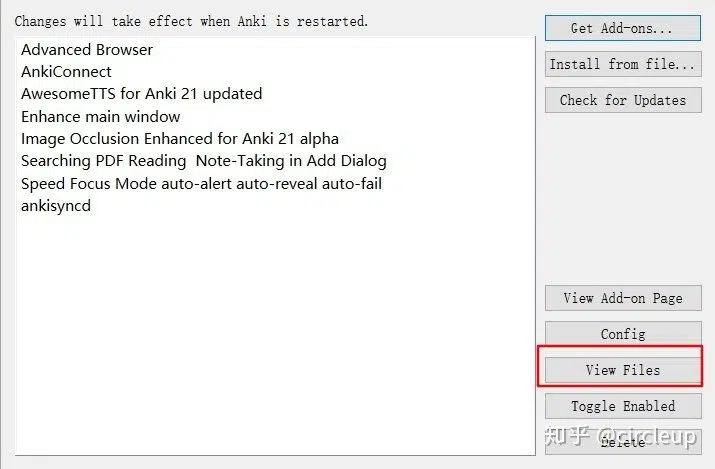 Changes will take effect when Anki is restarted.
Advanced Browser
AnkiConnect
AwesomeTTS for Anki 21 updated
Enhance main window
Image Occlusion Enhanced for Anki 21 alpha
Searching PDF Reading  Note-Taking in Add Dialog
Speed Focus Mode auto-alert auto-reveal auto-fail
ankisyncd
Get Add-ons...
Install from file...
Check for Updates
View Add-on Page
Config
View Files
Toggle Enabled
Delete
知乎 @circleup